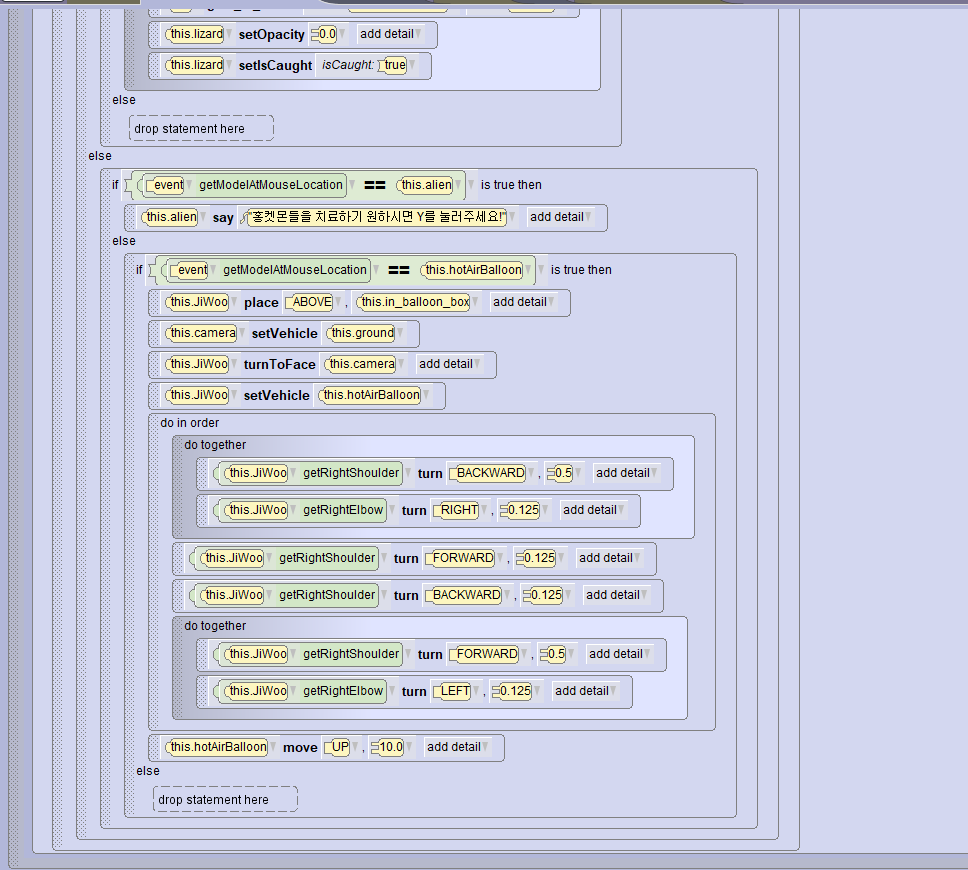 this.lizard setOpacity 0.0 add detail
this.lizard setIsCaught isCaught: true
else
drop statement here
else
if event getModelAtMouseLocation == this.alien is true then
this.alien say "홍켓몬들을 치료하기 원하시면 Y를 눌러주세요!" add detail
else
if event getModelAtMouseLocation == this.hotAirBalloon is true then
this.JiWoo place ABOVE , this.in_balloon_box add detail
this.camera setVehicle this.ground
this.JiWoo turnToFace this.camera add detail
this.JiWoo setVehicle this.hotAirBalloon
do in order
do together
this.JiWoo getRightShoulder turn BACKWARD , 0.5 add detail
this.JiWoo getRightElbow turn RIGHT , 0.125 add detail
this.JiWoo getRightShoulder turn FORWARD , 0.125 add detail
this.JiWoo getRightShoulder turn BACKWARD , 0.125 add detail
do together
this.JiWoo getRightShoulder turn FORWARD , 0.5 add detail
this.JiWoo getRightElbow turn LEFT , 0.125 add detail
this.hotAirBalloon move UP , 10.0 add detail
else
drop statement here